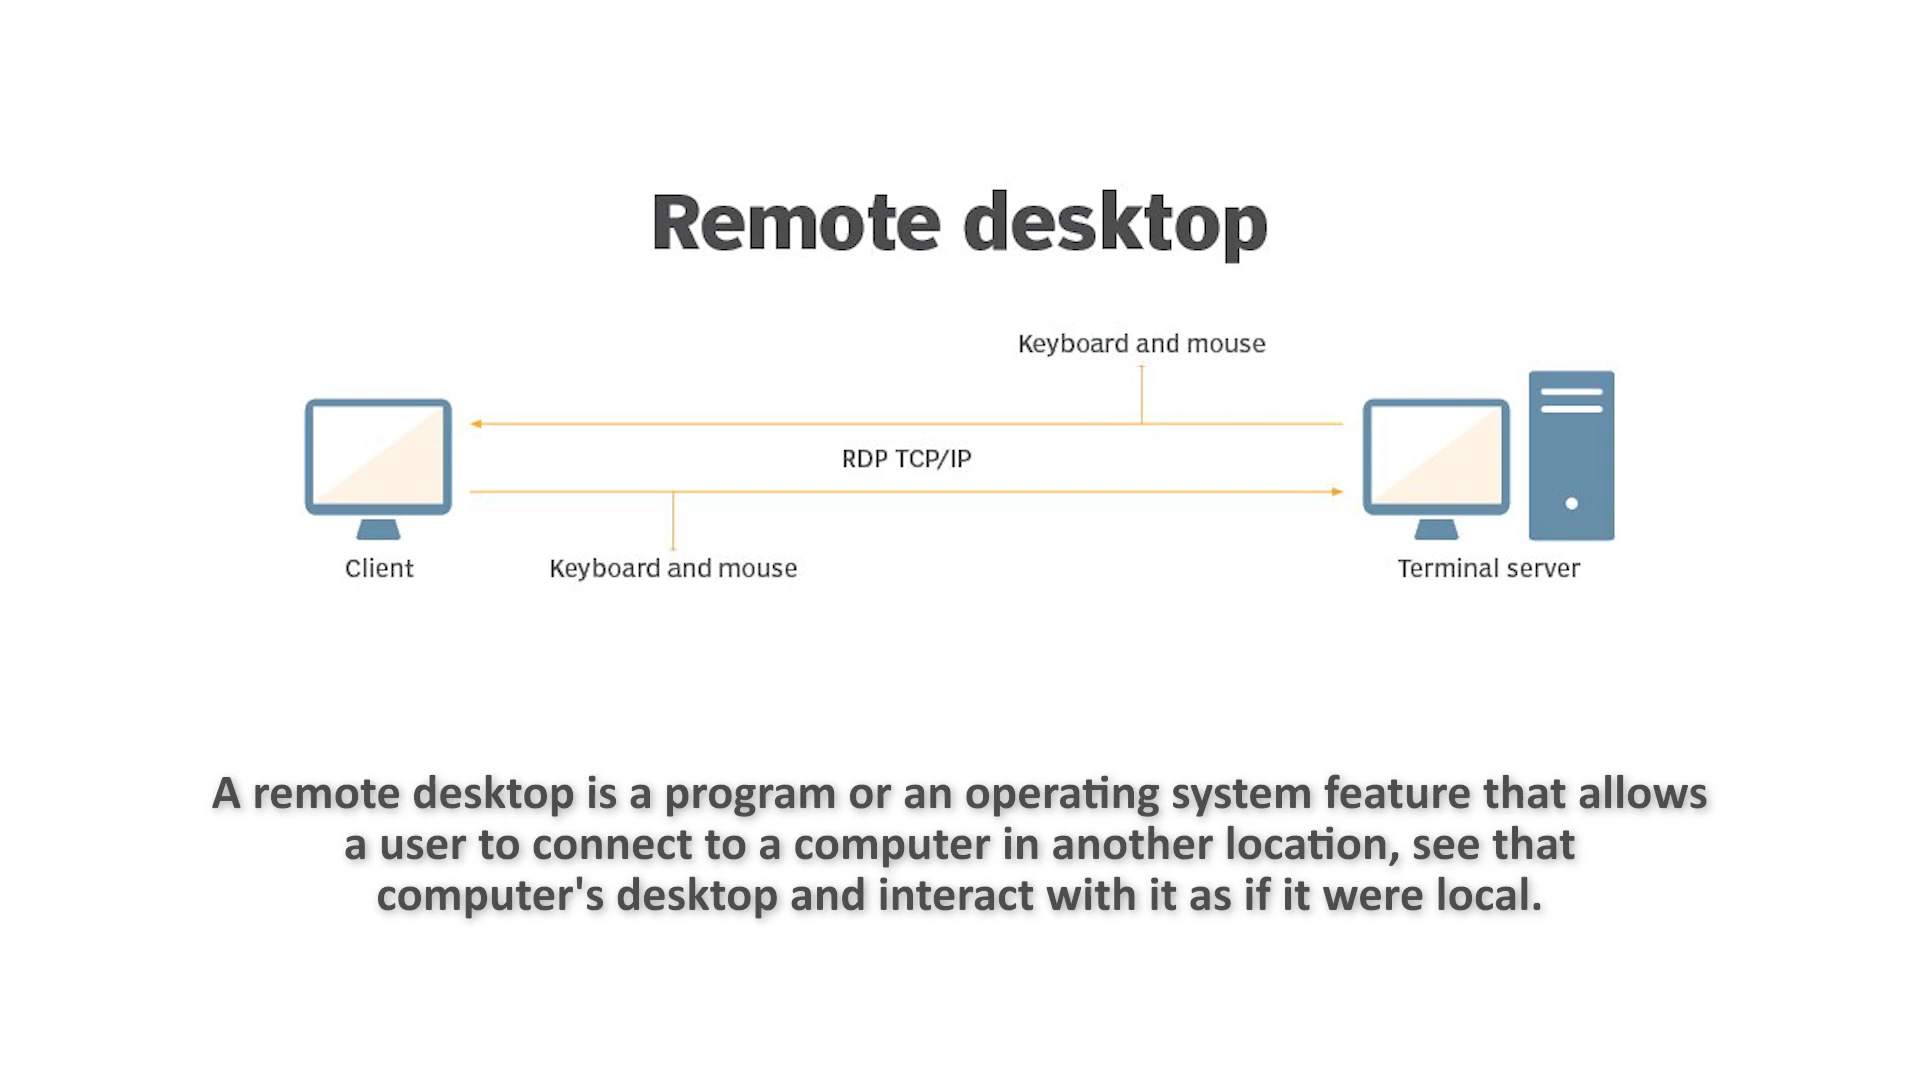 Remote desktop
Keyboard and mouse
RDP TCP/IP
Client
Keyboard and mouse
Terminal server
A remote desktop is a program or an operating system feature that allows
a user to connect to a computer in another location, see that
computer's desktop and interact with it as if it were local.